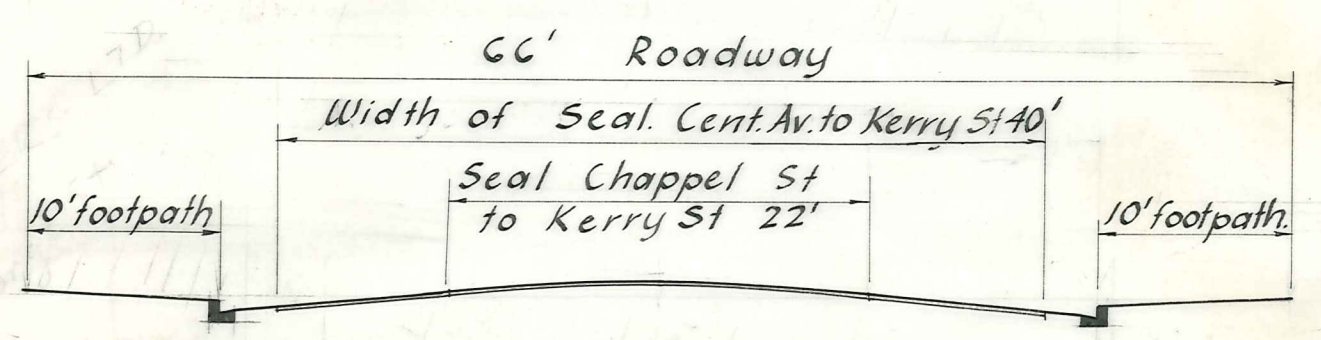 66' Roadway
Width of Seal. Cent. Av. to Kerry St 40'
Seal Chappel St
to Kerry St 22'
10' footpath
10' footpath.